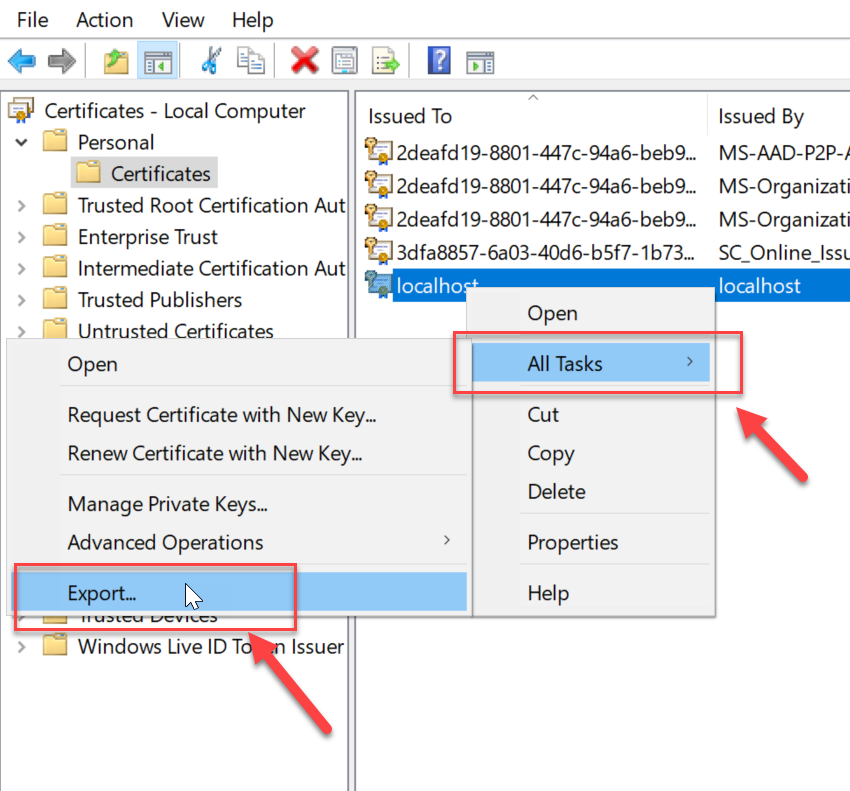 File Action View Help
Certificates - Local Computer
Personal
Certificates
Trusted Root Certification Aut
Enterprise Trust
Intermediate Certification Aut
Trusted Publishers
Untrusted Certificates
Trusted Devices
Windows Live ID To en Issuer
Issued To Issued By
2deafd19-8801-447c-94a6-beb9... MS-AAD-P2P-A
2deafd19-8801-447c-94a6-beb9... MS-Organizati
2deafd19-8801-447c-94a6-beb9... MS-Organizati
3dfa8857-6a03-40d6-b5f7-1b73... SC_Online_Issu
localhost localhost
Open
All Tasks
Cut
Copy
Delete
Properties
Help
Open
Request Certificate with New Key...
Renew Certificate with New Key...
Manage Private Keys...
Advanced Operations
Export...